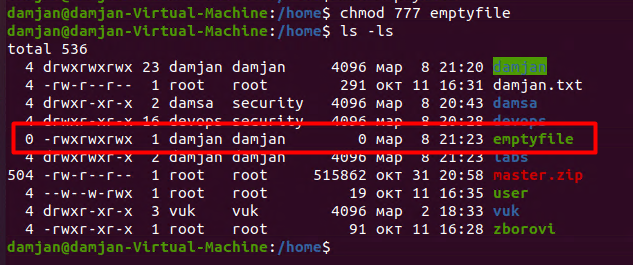 damjan@damjan-Virtual-Machine:/home$ chmod 777 emptyfile
damjan@damjan-Virtual-Machine:/home$ ls -ls
total 536
4 drwxrwxrwx 23 damjan damjan 4096 мар 8 21:20 damjan
4 -rw-r--r-- 1 root root 291 окт 11 16:31 damjan.txt
4 drwxr-xr-x 2 damsa security 4096 мар 8 20:43 damsa
4 drwxr-xr-x 16 devops security 4096 мар 8 20:28 devops
0 -rwxrwxrwx 1 damjan damjan 0 мар 8 21:23 emptyfile
4 drwxr-xr-x 2 damjan damjan 4096 мар 8 21:23 labs
504 -rw-r--r-- 1 root root 515862 окт 31 20:58 master.zip
4 --w--w-rwx 1 root root 19 окт 11 16:35 user
4 drwxr-xr-x 3 vuk vuk 4096 мар 2 18:33 vuk
4 -rwxr-xr-x 1 root root 91 окт 11 16:28 zborovi
damjan@damjan-Virtual-Machine:/home$